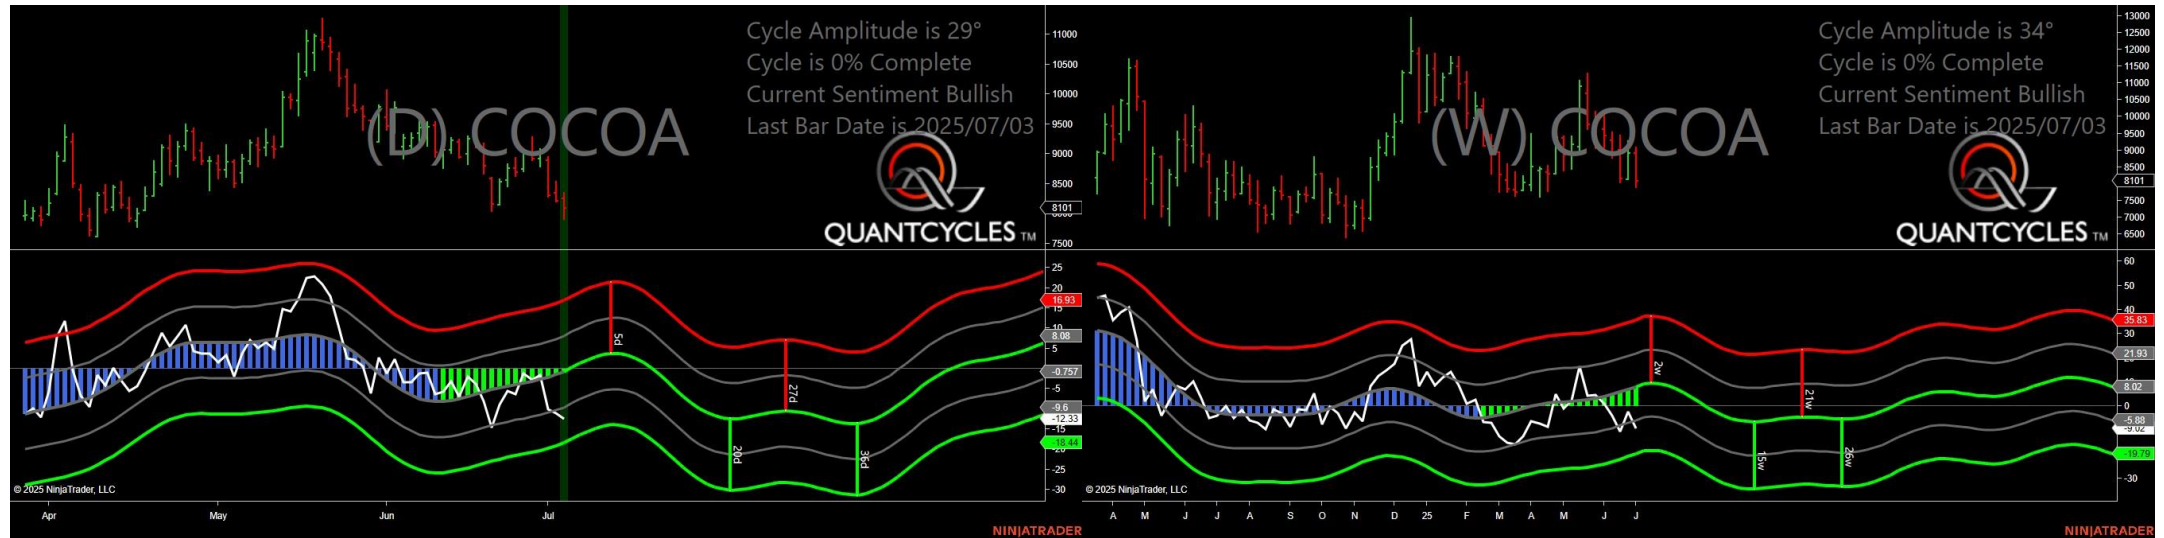 Cycle Amplitude is 29°
Cycle is 0% Complete
Current Sentiment Bullish
Last Bar Date is 2025/07/03
(D) COCOA
QUANTCYCLES TM
11000
10500
10000
9500
9000
8500
8101
7500
25
20
16.93
10
8.08
5
-0.757
-5
-9.6
-12.33
-15
-18.44
-25
-30
5d
20d
27d
36d
© 2025 NinjaTrader, LLC
Apr May Jun Jul
NINJATRADER
Cycle Amplitude is 34°
Cycle is 0% Complete
Current Sentiment Bullish
Last Bar Date is 2025/07/03
(W) COCOA
QUANTCYCLES TM
13000
12500
12000
11500
11000
10500
10000
9500
9000
8500
8101
7500
7000
6500
60
50
40
35.83
30
21.93
8.02
0
-5.88
-9.02
-19.79
-30
2w
15w
21w
26w
© 2025 NinjaTrader, LLC
A M J J A S O N D 25 F M A M J J
NINJATRADER